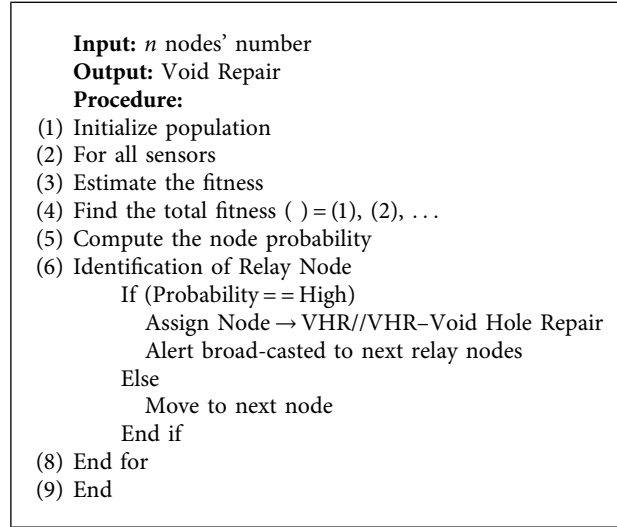 Input: n nodes' number
Output: Void Repair
Procedure:
(1) Initialize population
(2) For all sensors
(3) Estimate the fitness
(4) Find the total fitness ( ) = (1), (2), …
(5) Compute the node probability
(6) Identification of Relay Node
If (Probability = = High)
Assign Node → VHR//VHR–Void Hole Repair
Alert broad-casted to next relay nodes
Else
Move to next node
End if
(8) End for
(9) End